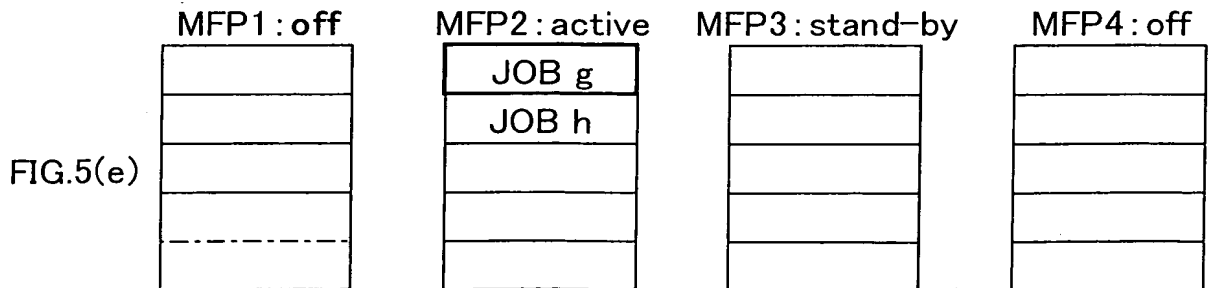 MFP1:off MFP2:active MFP3:stand-by MFP4:off
JOB g
JOB h
FIG.5(e)